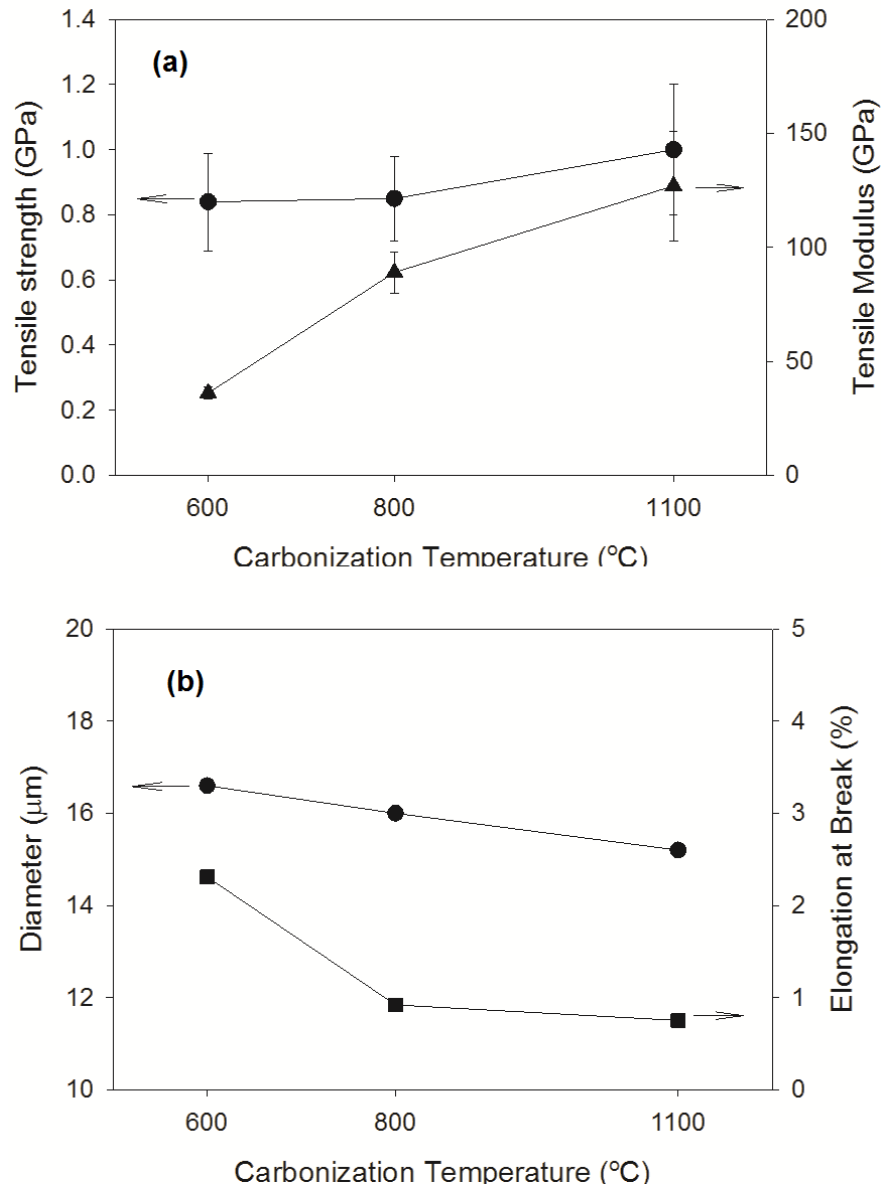 (a)
Tensile strength (GPa)
1.4
1.2
1.0
0.8
0.6
0.4
0.2
0.0
200
150
100
50
0
Tensile Modulus (GPa)
600 800 1100
Carbonization Temperature (°C)
(b)
Diameter (μm)
20
18
16
14
12
10
5
4
3
2
1
0
Elongation at Break (%)
600 800 1100
Carbonization Temperature (°C)